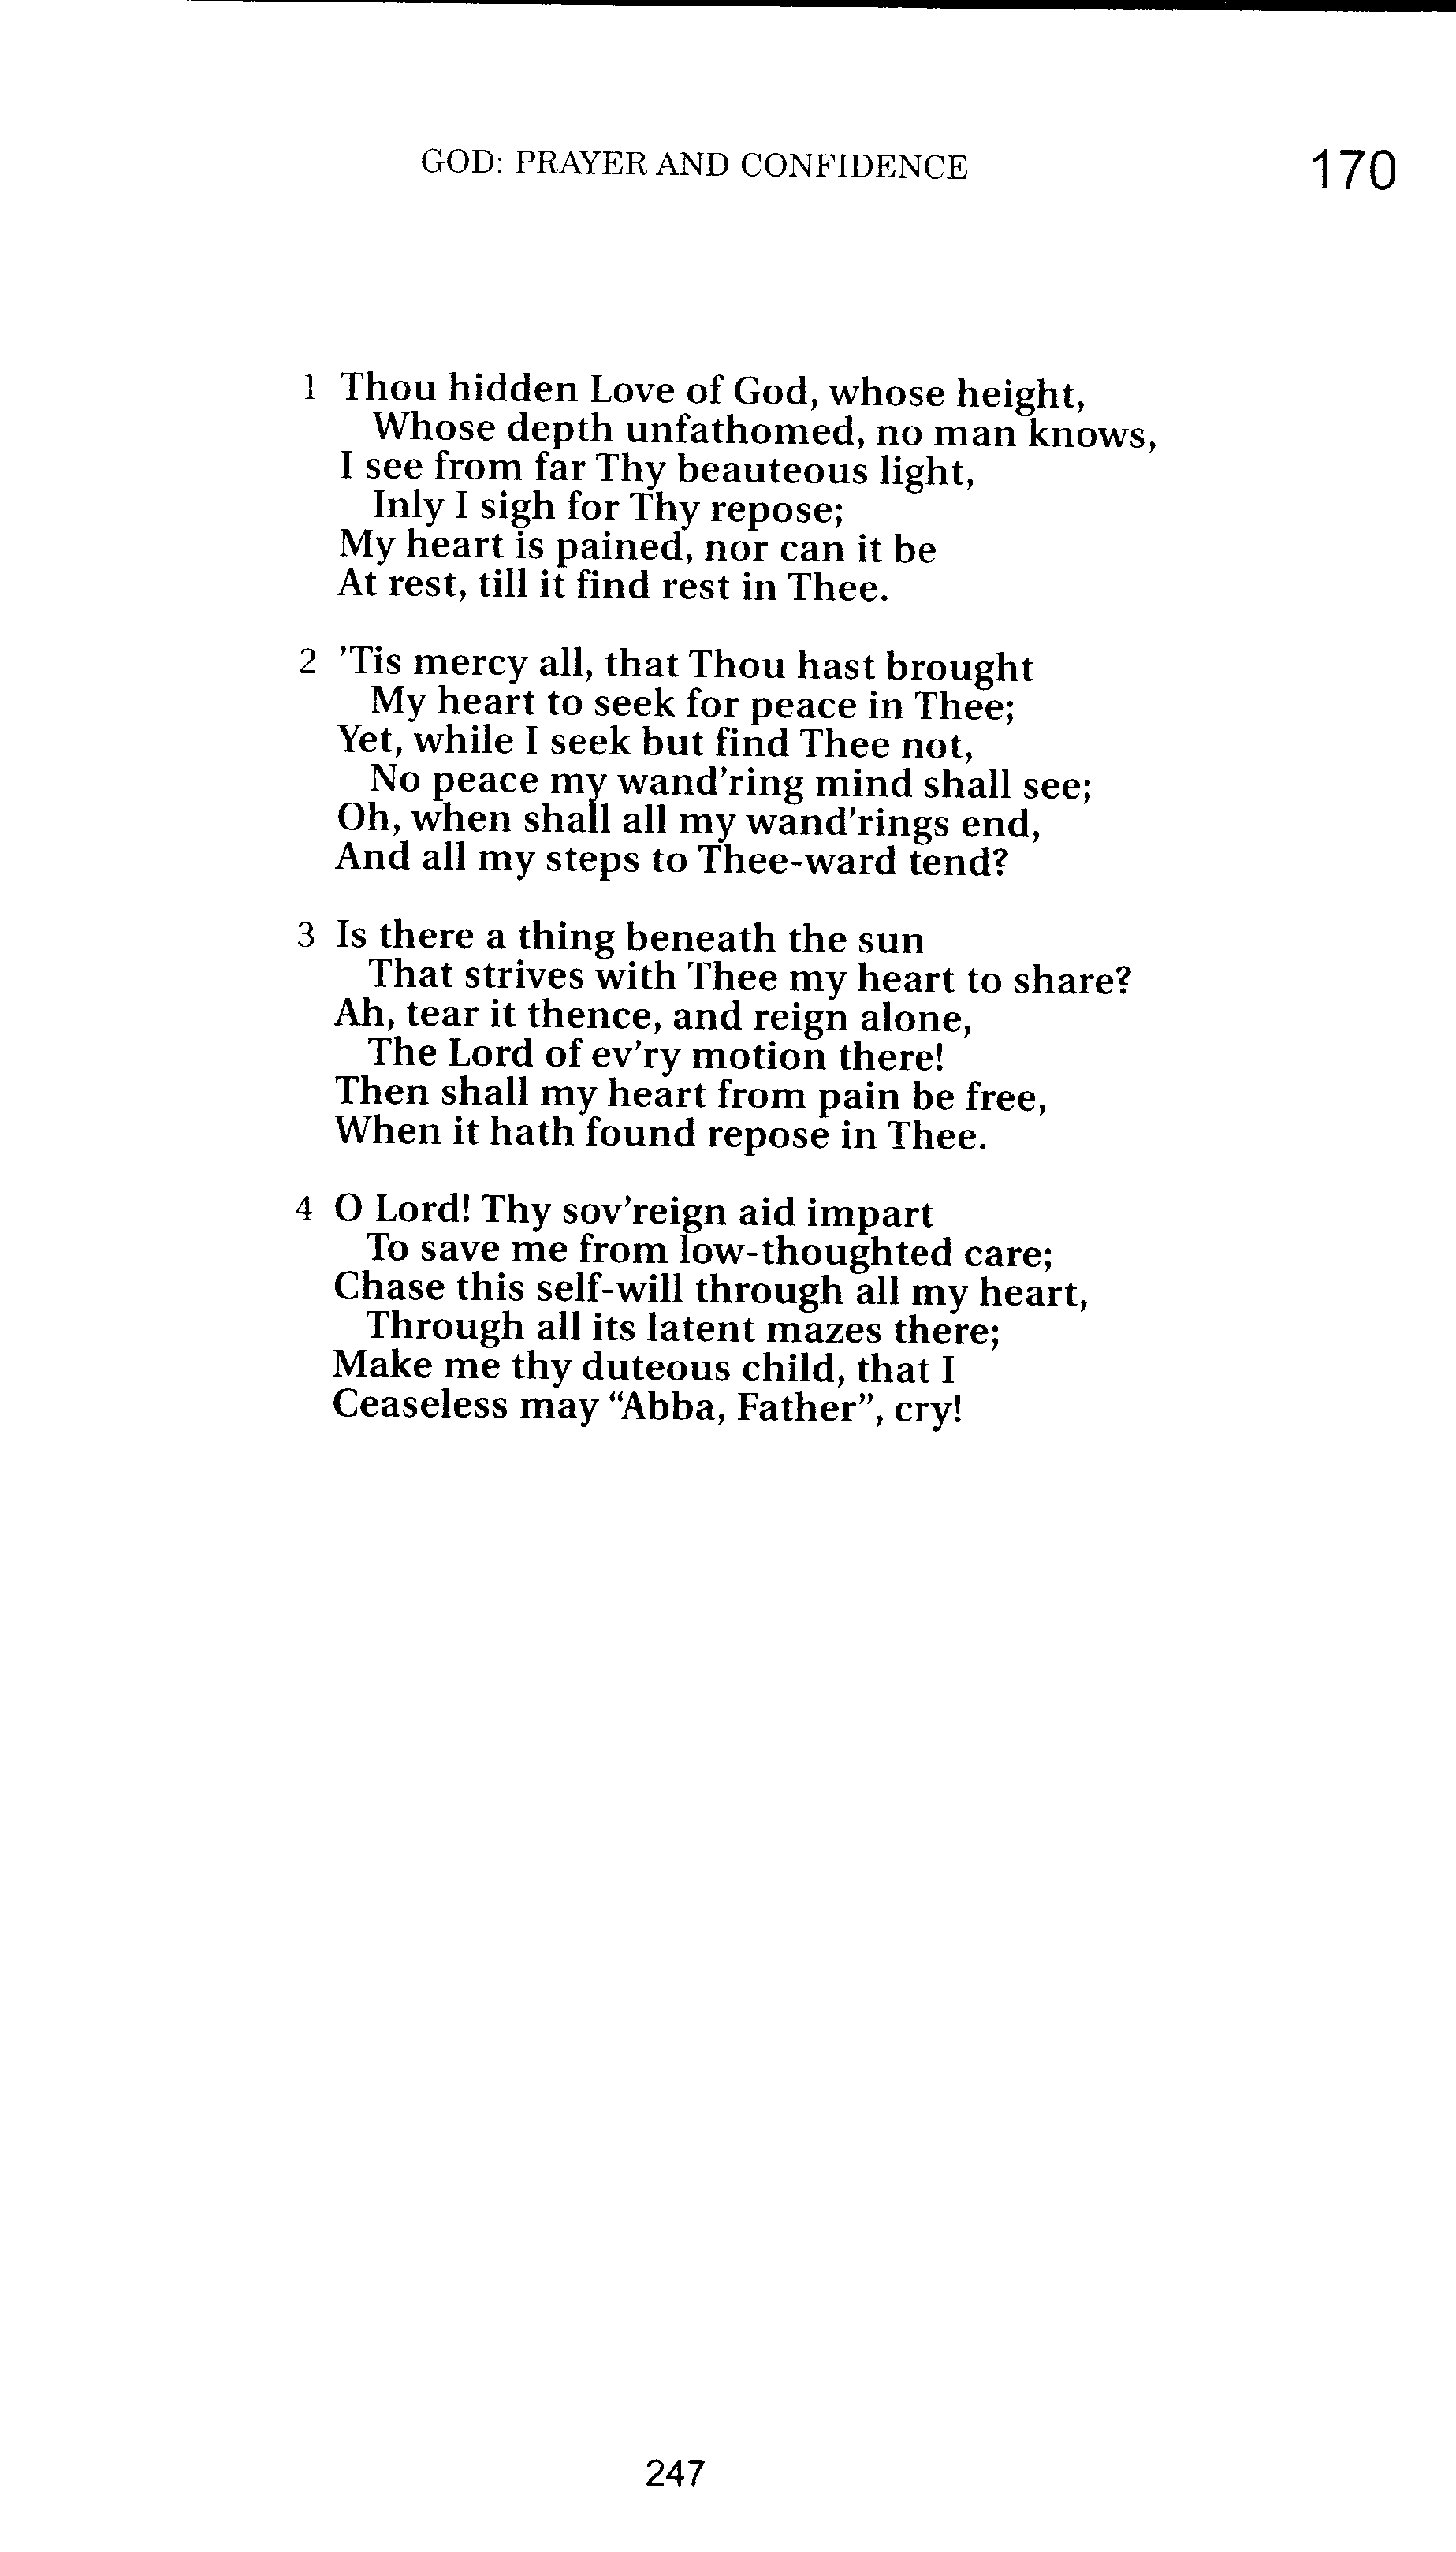 GOD: PRAYER AND CONFIDENCE 170
1 Thou hidden Love of God, whose height,
Whose depth unfathomed, no man knows,
I see from far Thy beauteous light,
Inly I sigh for Thy repose;
My heart is pained, nor can it be
At rest, till it find rest in Thee.
2 ’Tis mercy all, that Thou hast brought
My heart to seek for peace in Thee;
Yet, while I seek but find Thee not,
No peace my wand’ring mind shall see;
Oh, when shall all my wand’rings end,
And all my steps to Thee-ward tend?
3 Is there a thing beneath the sun
That strives with Thee my heart to share?
Ah, tear it thence, and reign alone,
The Lord of ev’ry motion there!
Then shall my heart from pain be free,
When it hath found repose in Thee.
4 O Lord! Thy sov’reign aid impart
To save me from low-thoughted care;
Chase this self-will through all my heart,
Through all its latent mazes there;
Make me thy duteous child, that I
Ceaseless may “Abba, Father”, cry!
247